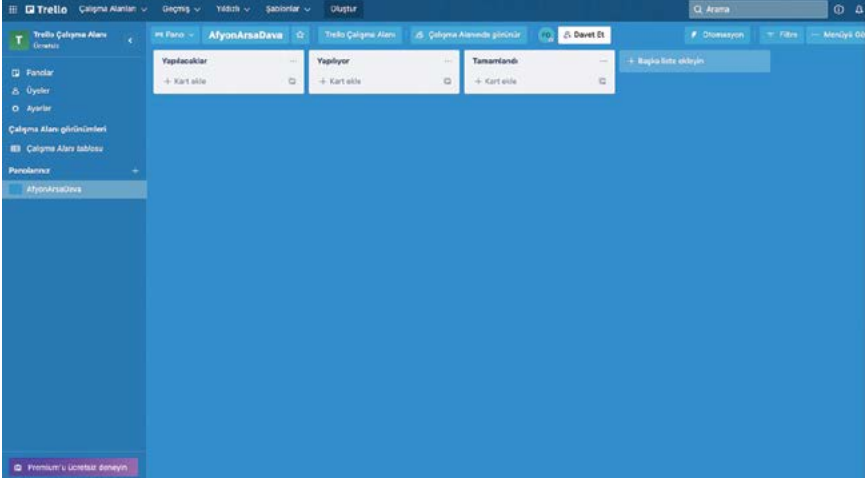 Trello Çalışma Alanları Geçmiş Yıldızlı Şablonlar Oluştur Arama
T Trello Çalışma Alanı
Ücretsiz
Panolar
Üyeler
Ayarlar
Çalışma Alanı görünümleri
Çalışma Alanı tablosu
Panolarınız +
AfyonArsaDava
Premium'u ücretsiz deneyin
Pano AfyonArsaDava Trello Çalışma Alanı Çalışma Alanında görünür Davet Et Otomasyon Filtre ··· Menüyü Gö
Yapılacaklar ···
+ Kart ekle
Yapılıyor ···
+ Kart ekle
Tamamlandı ···
+ Kart ekle
+ Başka liste ekleyin